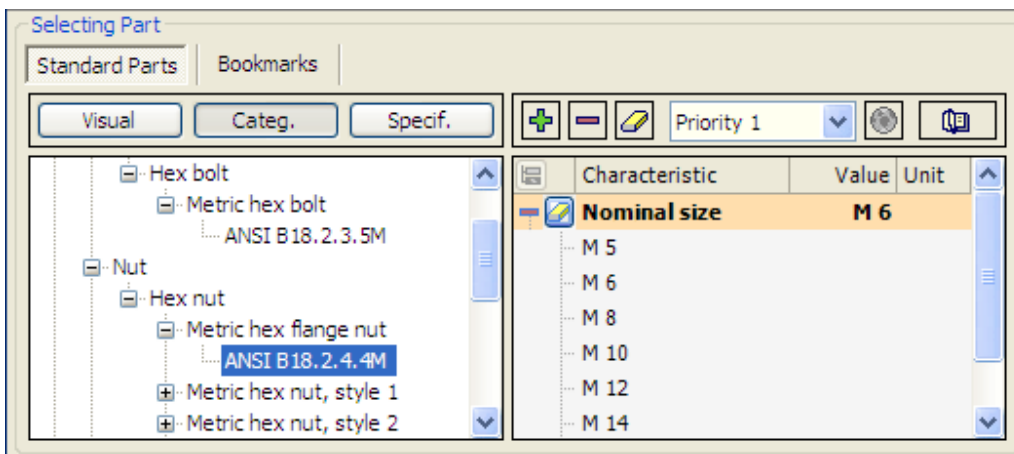 Selecting Part
Standard Parts Bookmarks
Visual Categ. Specif. Priority 1
Hex bolt
Metric hex bolt
ANSI B18.2.3.5M
Nut
Hex nut
Metric hex flange nut
ANSI B18.2.4.4M
Metric hex nut, style 1
Metric hex nut, style 2
Characteristic Value Unit
Nominal size M 6
M 5
M 6
M 8
M 10
M 12
M 14